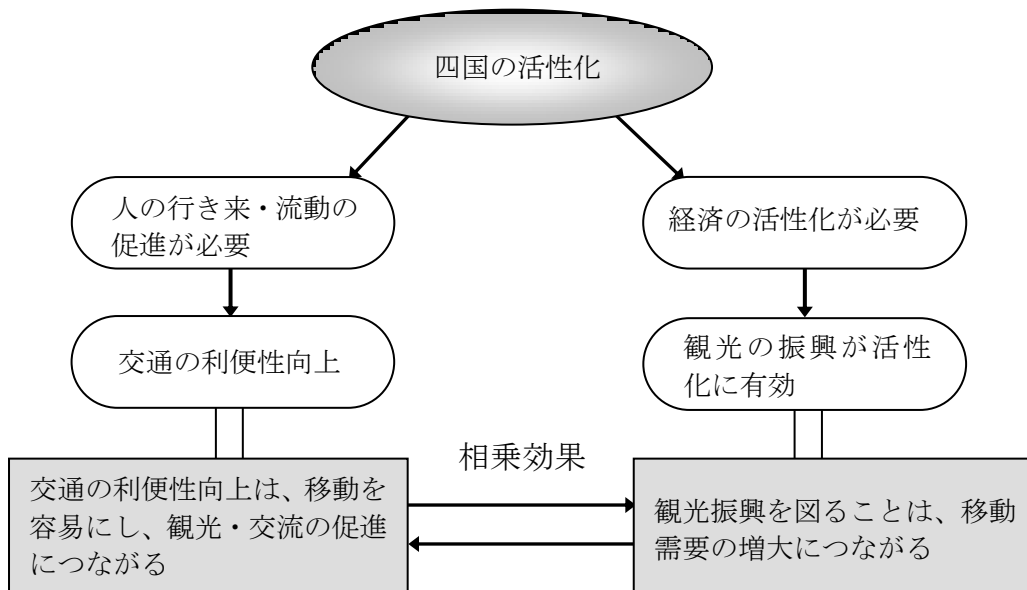 四国の活性化
人の行き来・流動の
促進が必要
経済の活性化が必要
交通の利便性向上
観光の振興が活性
化に有効
相乗効果
交通の利便性向上は、移動を
容易にし、観光・交流の促進
につながる
観光振興を図ることは、移動
需要の増大につながる